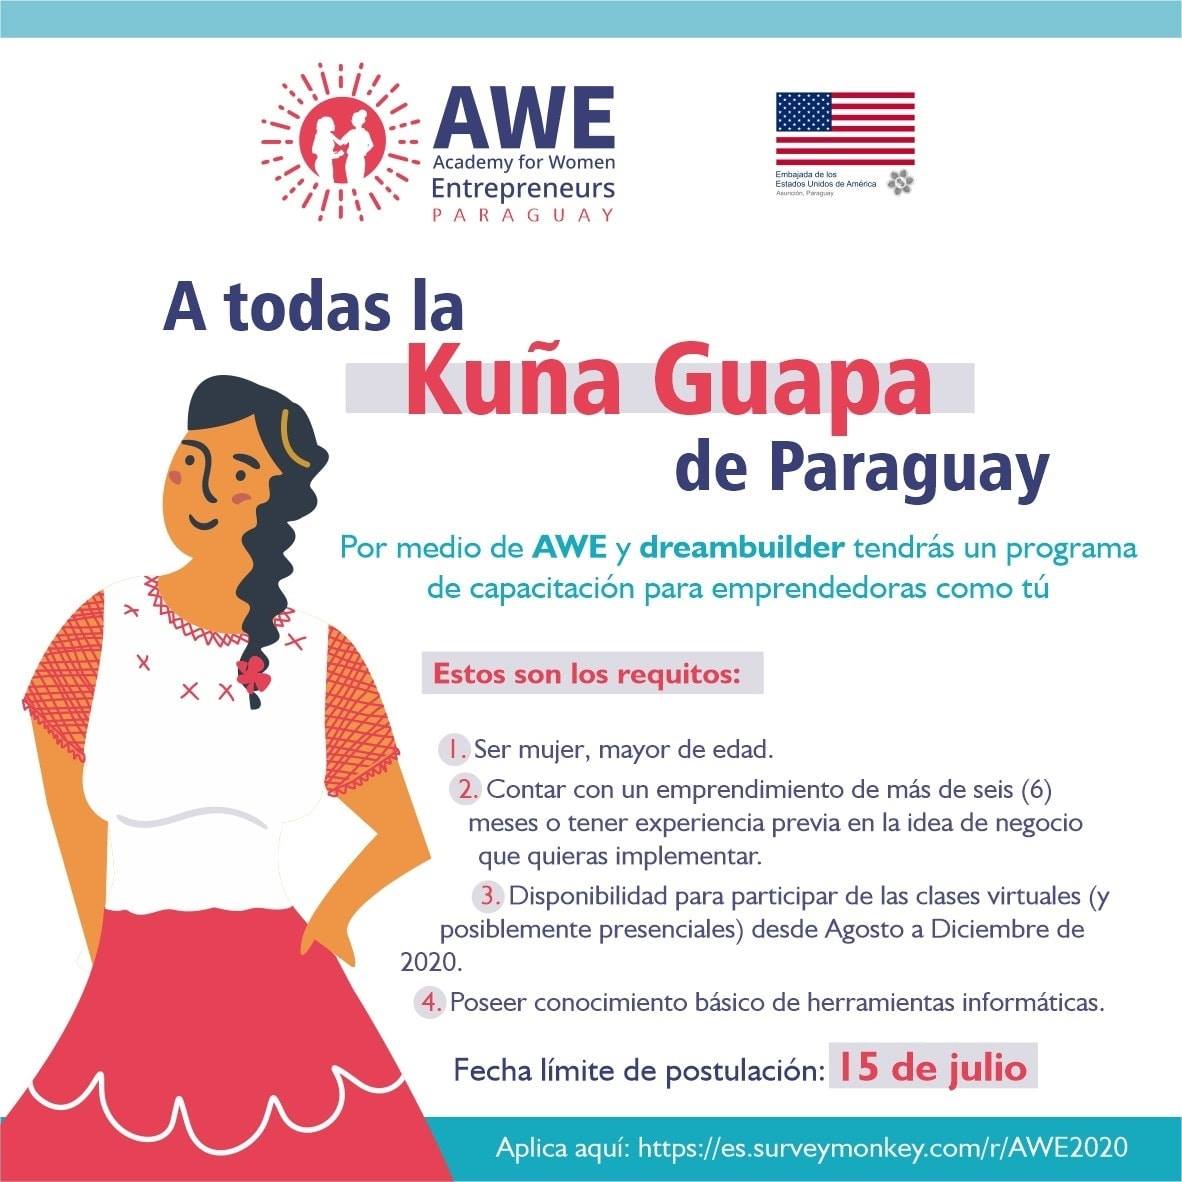 AWE
Academy for Women
Entrepreneurs
PARAGUAY
Embajada de los
Estados Unidos de América
Asunción, Paraguay
A todas la
Kuña Guapa
de Paraguay
Por medio de AWE y dreambuilder tendrás un programa
de capacitación para emprendedoras como tú
Estos son los requitos:
1. Ser mujer, mayor de edad.
2. Contar con un emprendimiento de más de seis (6)
meses o tener experiencia previa en la idea de negocio
que quieras implementar.
3. Disponibilidad para participar de las clases virtuales (y
posiblemente presenciales) desde Agosto a Diciembre de
2020.
4. Poseer conocimiento básico de herramientas informáticas.
Fecha límite de postulación: 15 de julio
Aplica aquí: https://es.surveymonkey.com/r/AWE2020